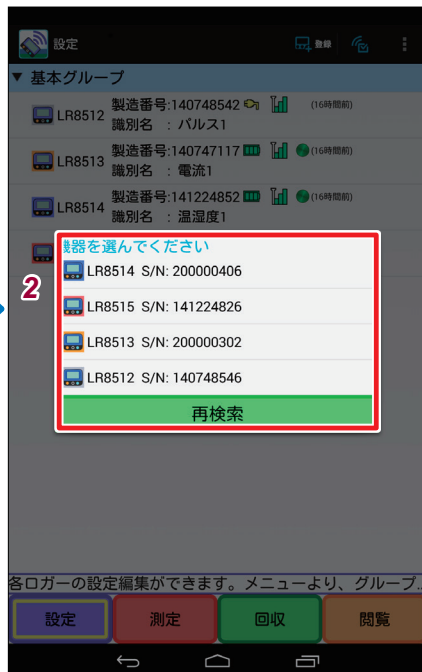 設定
登録
▼ 基本グループ
LR8512
製造番号:140748542
(16時間前)
識別名 : パルス1
LR8513
製造番号:140747117
(16時間前)
識別名 : 電流1
LR8514
製造番号:141224852
(16時間前)
識別名 : 温湿度1
2
機器を選んでください
LR8514 S/N: 200000406
LR8515 S/N: 141224826
LR8513 S/N: 200000302
LR8512 S/N: 140748546
再検索
各ロガーの設定編集ができます。メニューより、グループ..
設定
測定
回収
閲覧